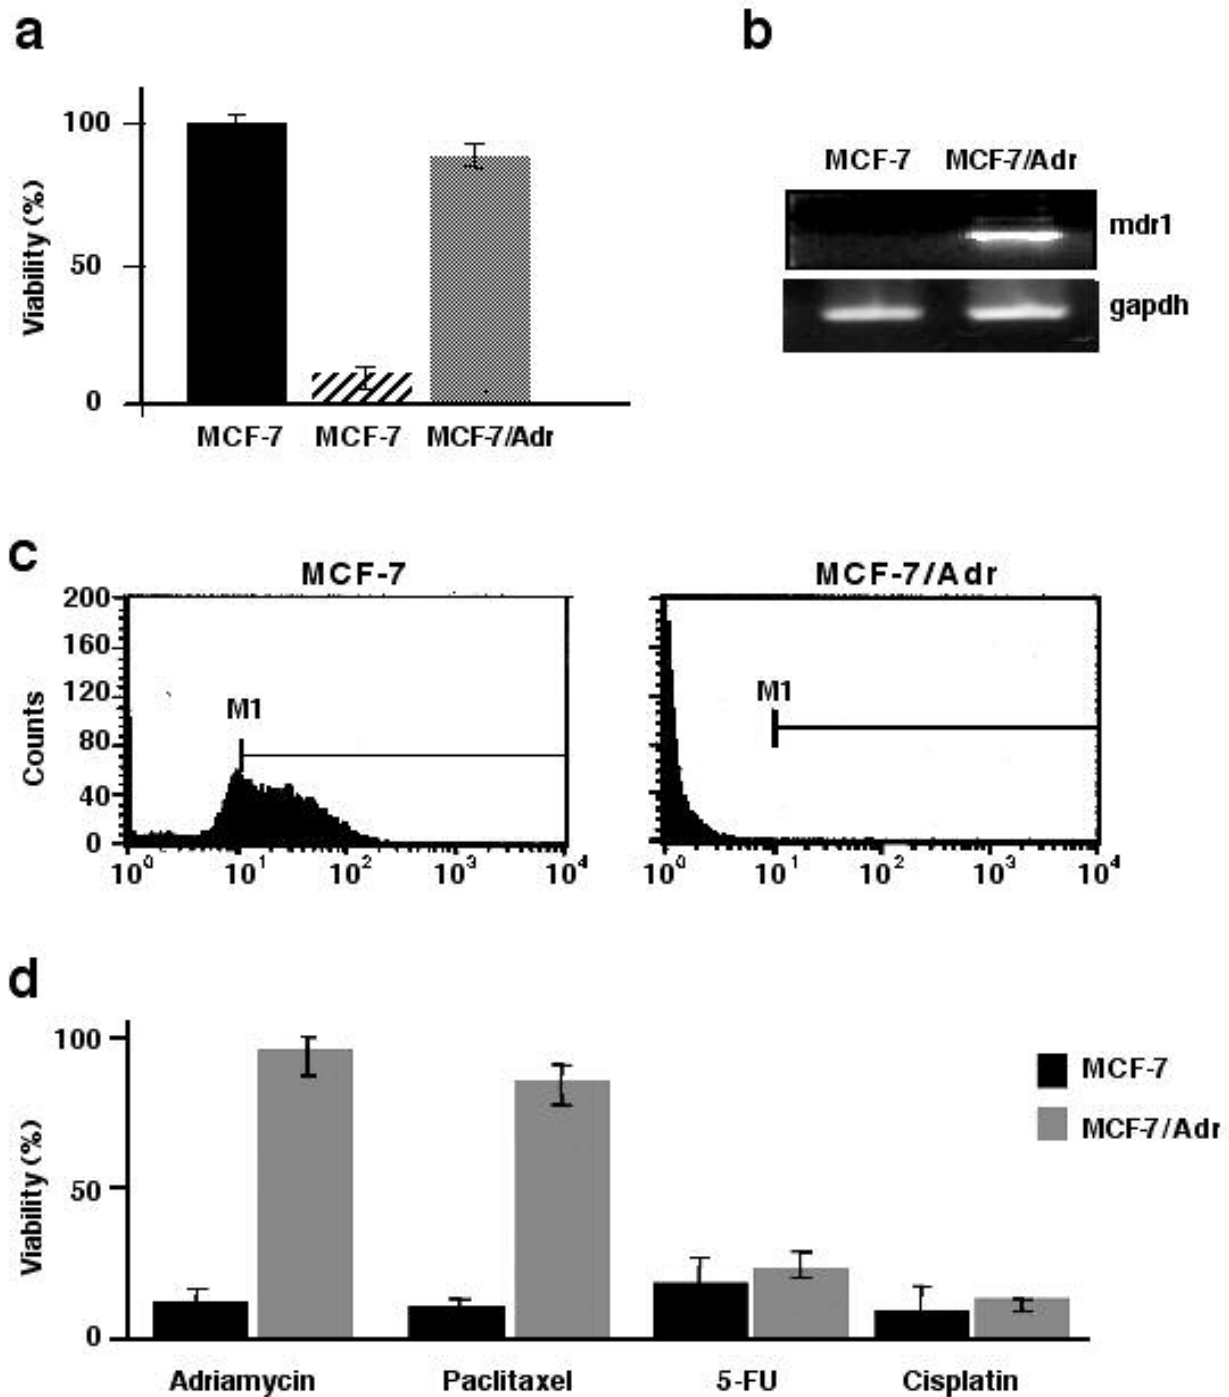 a
100
50
0
Viability (%)
MCF-7 MCF-7 MCF-7/Adr
b
MCF-7 MCF-7/Adr
mdr1
gapdh
c
MCF-7
200
160
120
80
40
0
Counts
M1
10⁰ 10¹ 10² 10³ 10⁴
MCF-7/Adr
M1
10⁰ 10¹ 10² 10³ 10⁴
d
100
50
0
Viability (%)
MCF-7
MCF-7/Adr
Adriamycin Paclitaxel 5-FU Cisplatin